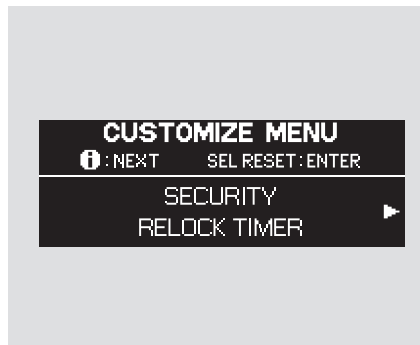 CUSTOMIZE MENU
i : NEXT SEL RESET : ENTER
SECURITY
RELOCK TIMER